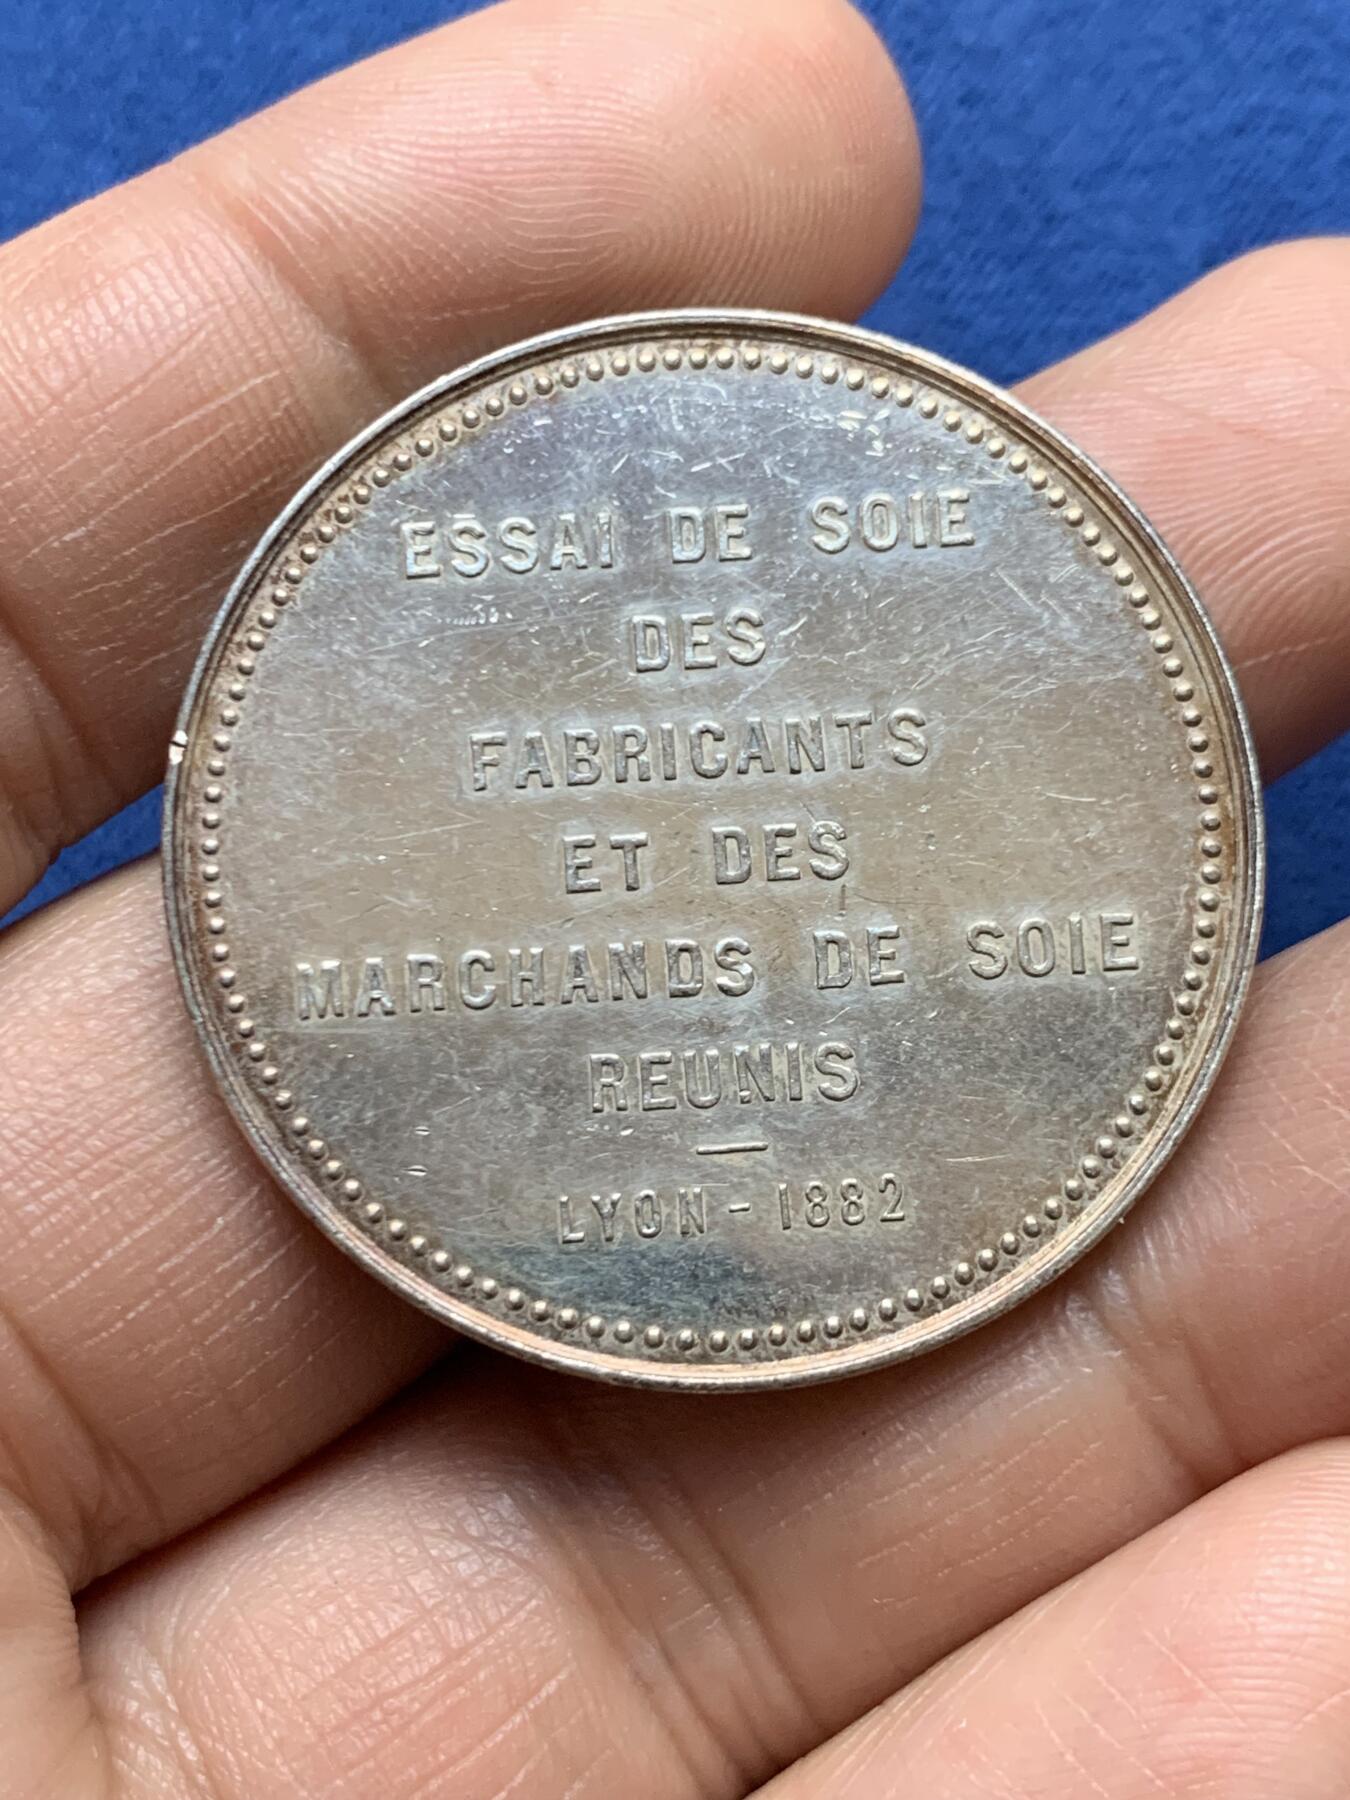 ESSAI DE SOIE
DES
FABRICANTS
ET DES
MARCHANDS DE SOIE
REUNIS
LYON - 1882